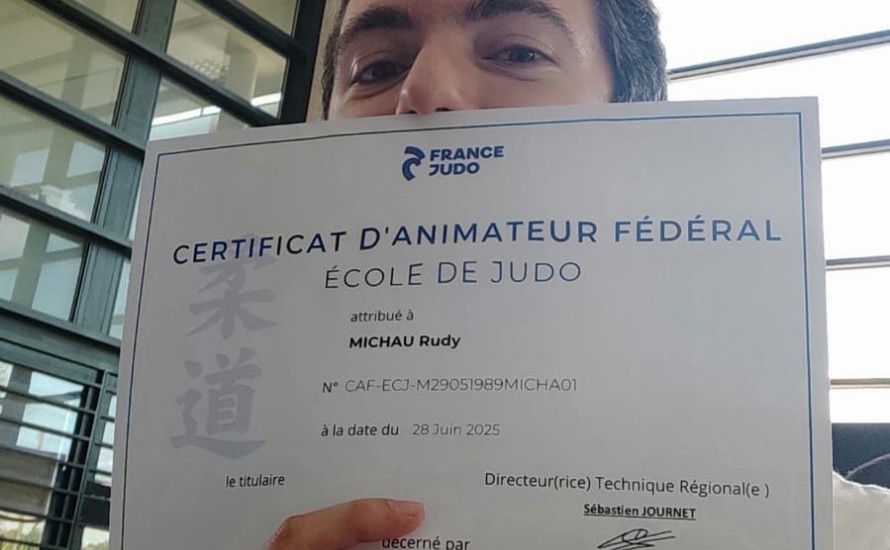 FRANCE
JUDO
CERTIFICAT D'ANIMATEUR FÉDÉRAL
ÉCOLE DE JUDO
柔道
attribué à
MICHAU Rudy
N° CAF-ECJ-M29051989MICHA01
à la date du 28 Juin 2025
le titulaire
Directeur(rice) Technique Régional(e )
Sébastien JOURNET
décerné par